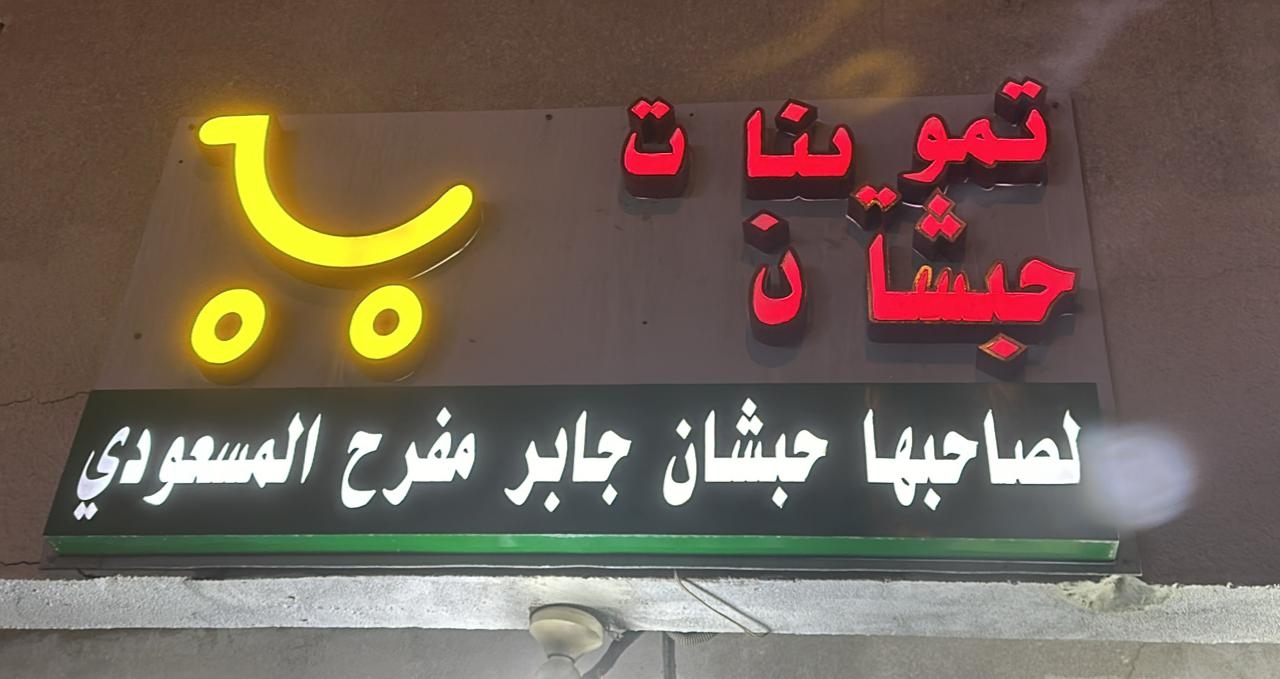 تموينات
حبشان
لصاحبها حبشان جابر مفرح المسعودي